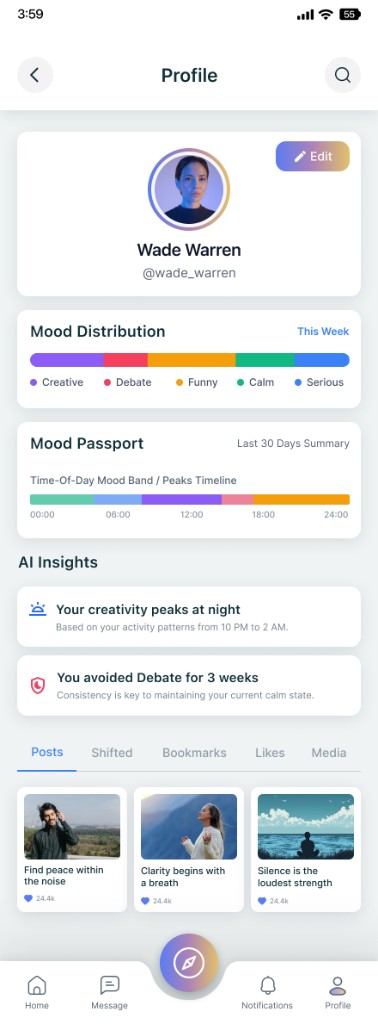 3:59
55
Profile
Edit
Wade Warren
@wade_warren
Mood Distribution
This Week
Creative
Debate
Funny
Calm
Serious
Mood Passport
Last 30 Days Summary
Time-Of-Day Mood Band / Peaks Timeline
00:00
06:00
12:00
18:00
24:00
AI Insights
Your creativity peaks at night
Based on your activity patterns from 10 PM to 2 AM.
You avoided Debate for 3 weeks
Consistency is key to maintaining your current calm state.
Posts
Shifted
Bookmarks
Likes
Media
Find peace within
the noise
24.4k
Clarity begins with
a breath
24.4k
Silence is the
loudest strength
24.4k
Home
Message
Notifications
Profile